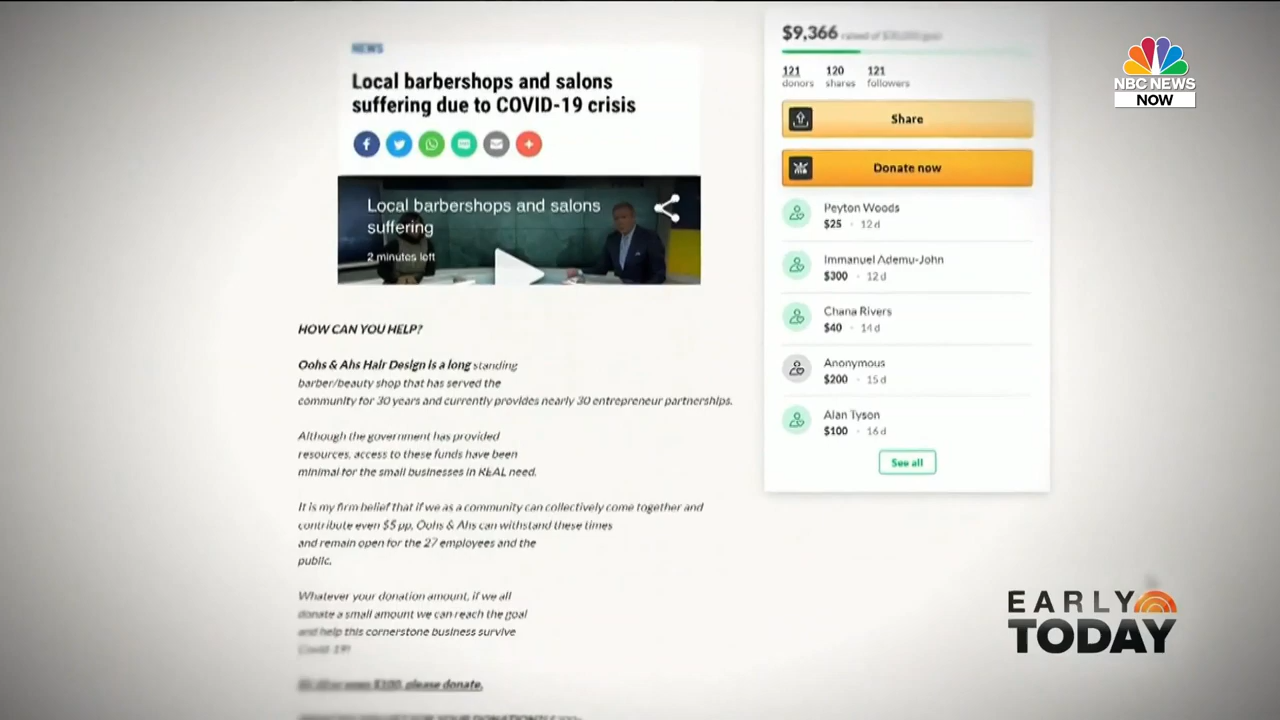 NEWS
Local barbershops and salons
suffering due to COVID-19 crisis
Local barbershops and salons
suffering
2 minutes left
HOW CAN YOU HELP?
Oohs & Ahs Hair Design is a long standing
barber/beauty shop that has served the
community for 30 years and currently provides nearly 30 entrepreneur partnerships.
Although the government has provided
resources, access to these funds have been
minimal for the small businesses in REAL need.
It is my firm belief that if we as a community can collectively come together and
contribute even $5 pp, Oohs & Ahs can withstand these times
and remain open for the 27 employees and the
public.
Whatever your donation amount, if we all
donate a small amount we can reach the goal
and help this cornerstone business survive
Covid-19!
$100, please donate.
$9,366 raised of
121 120 121
donors shares followers
Share
Donate now
Peyton Woods
$25 · 12 d
Immanuel Ademu-John
$300 · 12 d
Chana Rivers
$40 · 14 d
Anonymous
$200 · 15 d
Alan Tyson
$100 · 16 d
See all
NBC NEWS
NOW
EARLY
TODAY